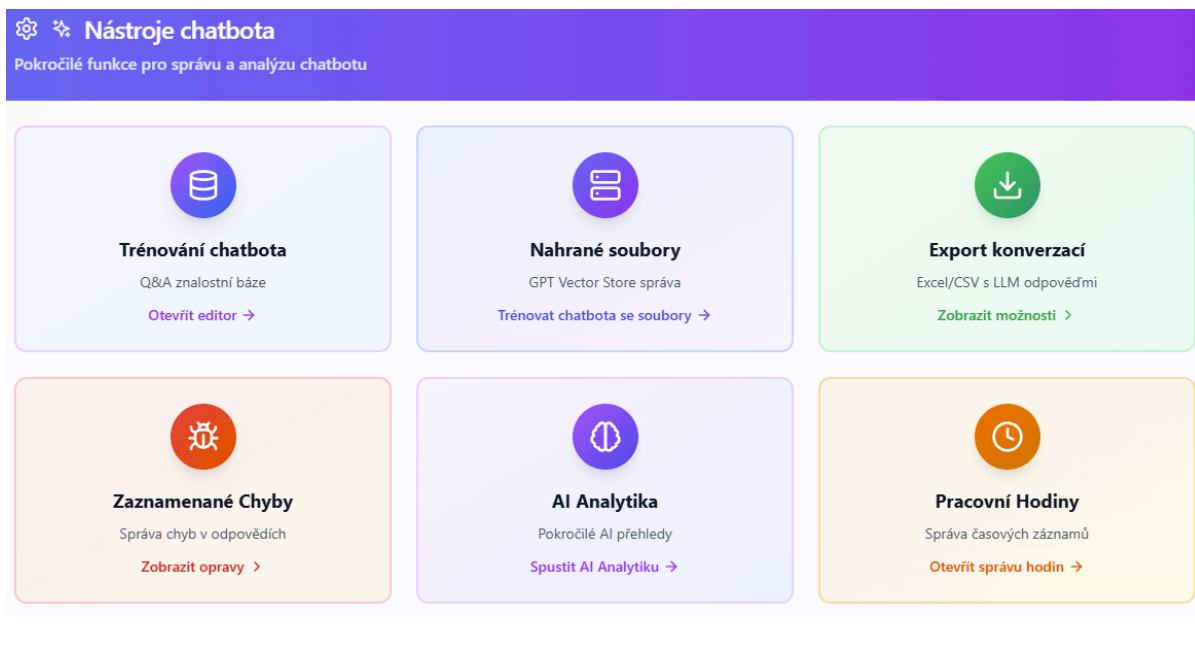 Nástroje chatbota
Pokročilé funkce pro správu a analýzu chatbotu
Trénování chatbota
Q&A znalostní báze
Otevřít editor →
Nahrané soubory
GPT Vector Store správa
Trénovat chatbota se soubory →
Export konverzací
Excel/CSV s LLM odpověďmi
Zobrazit možnosti >
Zaznamenané Chyby
Správa chyb v odpovědích
Zobrazit opravy >
AI Analytika
Pokročilé AI přehledy
Spustit AI Analytiku →
Pracovní Hodiny
Správa časových záznamů
Otevřít správu hodin →